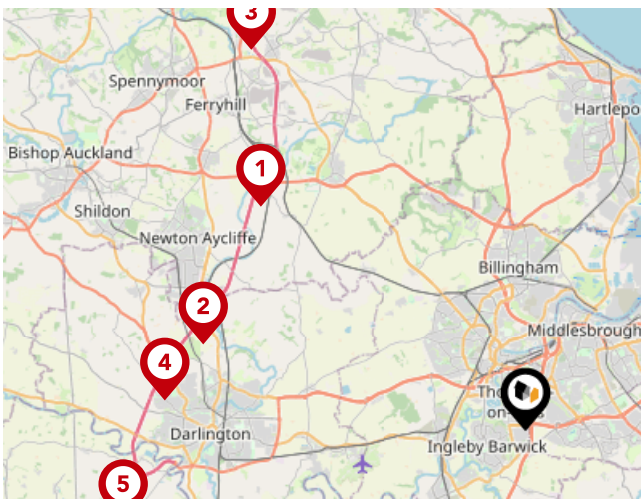 3
Spennymoor
Ferryhill
Hartlepo
1
Bishop Auckland
Shildon
Newton Aycliffe
Billingham
2
Middlesbrough
4
Tho
on-
Darlington
Ingleby Barwick
5